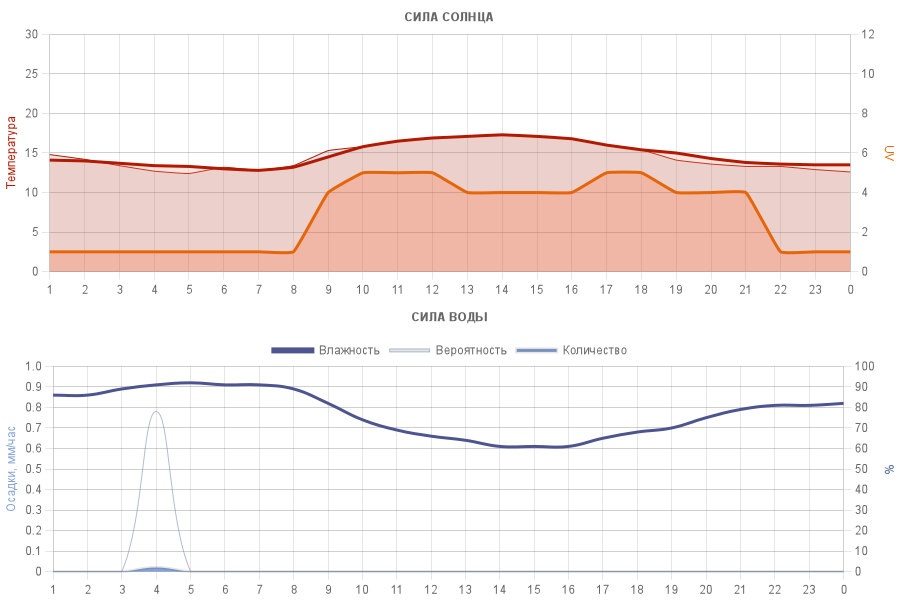 СИЛА СОЛНЦА
30 12
25 10
20 8
15 6
10 4
5 2
0 0
Температура
UV
1 2 3 4 5 6 7 8 9 10 11 12 13 14 15 16 17 18 19 20 21 22 23 0
СИЛА ВОДЫ
Влажность Вероятность Количество
1.0 100
0.9 90
0.8 80
0.7 70
0.6 60
0.5 50
0.4 40
0.3 30
0.2 20
0.1 10
0 0
Осадки, мм/час
%
1 2 3 4 5 6 7 8 9 10 11 12 13 14 15 16 17 18 19 20 21 22 23 0